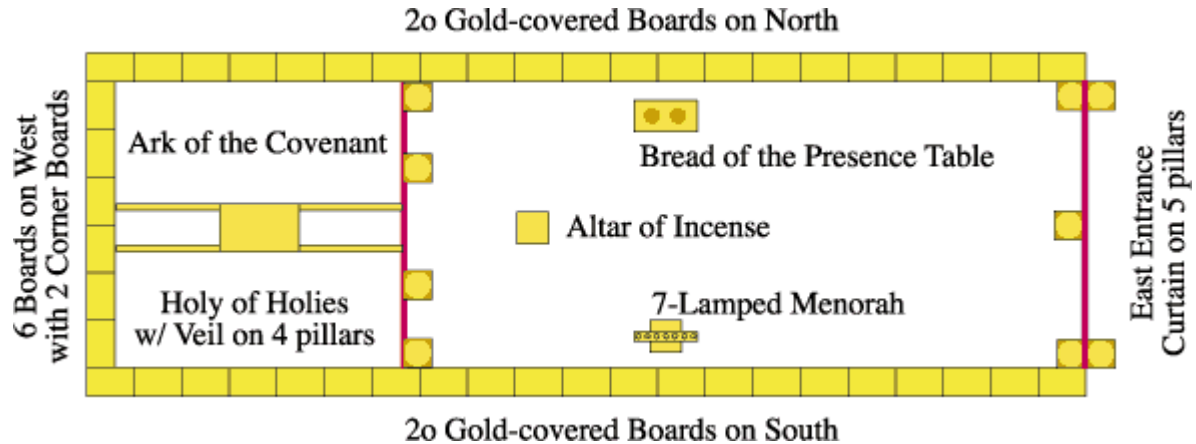 2o Gold-covered Boards on North
6 Boards on West
with 2 Corner Boards
Ark of the Covenant
Bread of the Presence Table
Altar of Incense
Holy of Holies
w/ Veil on 4 pillars
7-Lamped Menorah
East Entrance
Curtain on 5 pillars
2o Gold-covered Boards on South